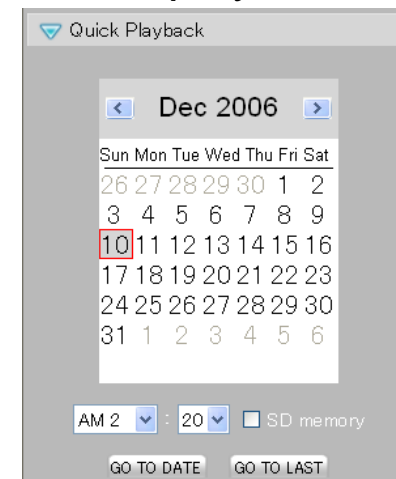 Quick Playback
< Dec 2006 >
Sun Mon Tue Wed Thu Fri Sat
26 27 28 29 30 1 2
3 4 5 6 7 8 9
10 11 12 13 14 15 16
17 18 19 20 21 22 23
24 25 26 27 28 29 30
31 1 2 3 4 5 6
AM 2 : 20 SD memory
GO TO DATE GO TO LAST